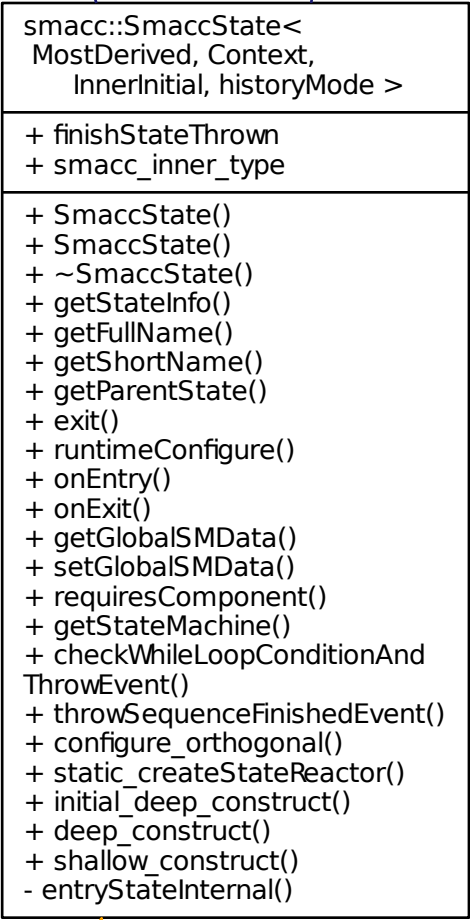 smacc::SmaccState<
MostDerived, Context,
InnerInitial, historyMode >
+ finishStateThrown
+ smacc_inner_type
+ SmaccState()
+ SmaccState()
+ ~SmaccState()
+ getStateInfo()
+ getFullName()
+ getShortName()
+ getParentState()
+ exit()
+ runtimeConfigure()
+ onEntry()
+ onExit()
+ getGlobalSMData()
+ setGlobalSMData()
+ requiresComponent()
+ getStateMachine()
+ checkWhileLoopConditionAnd
ThrowEvent()
+ throwSequenceFinishedEvent()
+ configure_orthogonal()
+ static_createStateReactor()
+ initial_deep_construct()
+ deep_construct()
+ shallow_construct()
- entryStateInternal()